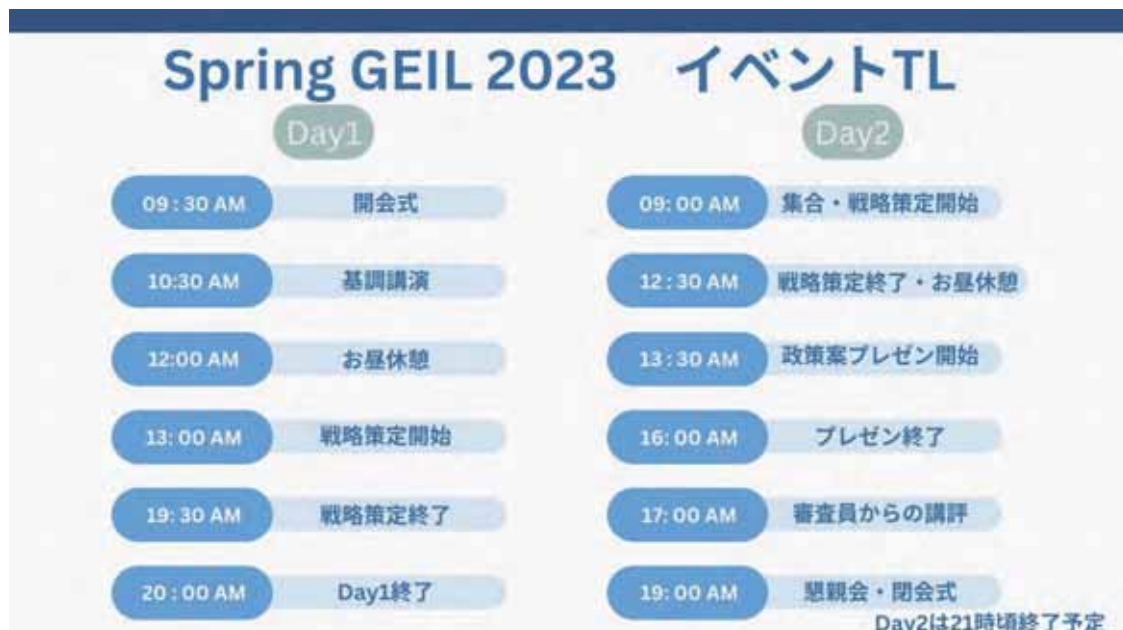 Spring GEIL 2023 イベントTL
Day1
09:30 AM 開会式
10:30 AM 基調講演
12:00 AM お昼休憩
13:00 AM 戦略策定開始
19:30 AM 戦略策定終了
20:00 AM Day1終了
Day2
09:00 AM 集合・戦略策定開始
12:30 AM 戦略策定終了・お昼休憩
13:30 AM 政策案プレゼン開始
16:00 AM プレゼン終了
17:00 AM 審査員からの講評
19:00 AM 懇親会・閉会式
Day2は21時頃終了予定